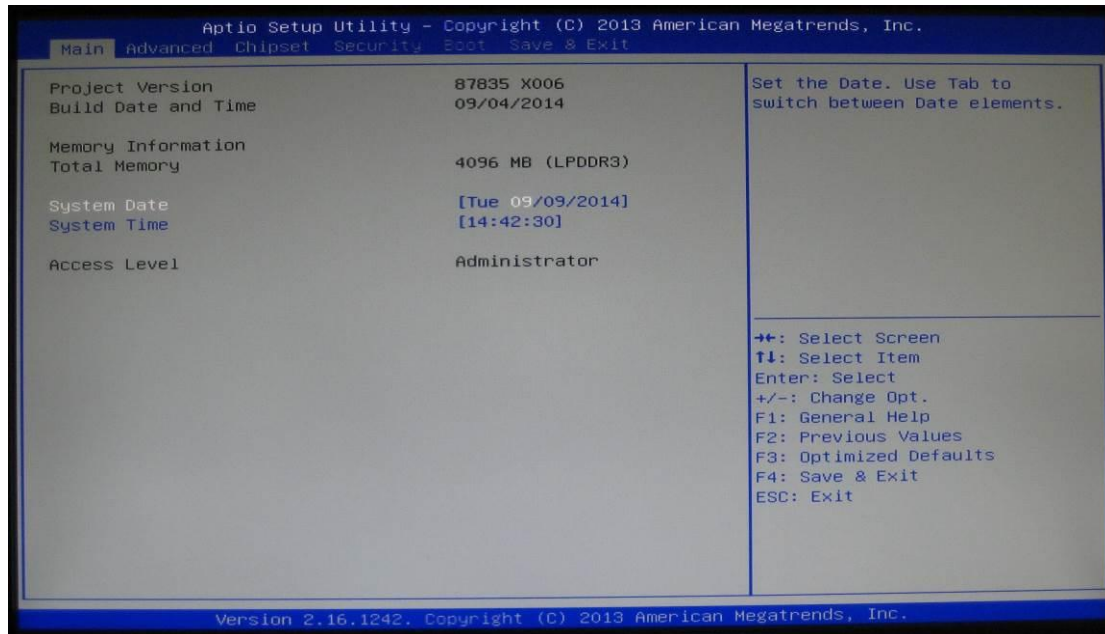 Aptio Setup Utility - Copyright (C) 2013 American Megatrends, Inc.
Main Advanced Chipset Security Boot Save & Exit
Project Version 87835 X006
Build Date and Time 09/04/2014
Memory Information
Total Memory 4096 MB (LPDDR3)
System Date [Tue 09/09/2014]
System Time [14:42:30]
Access Level Administrator
Set the Date. Use Tab to
switch between Date elements.
→←: Select Screen
↑↓: Select Item
Enter: Select
+/-: Change Opt.
F1: General Help
F2: Previous Values
F3: Optimized Defaults
F4: Save & Exit
ESC: Exit
Version 2.16.1242. Copyright (C) 2013 American Megatrends, Inc.